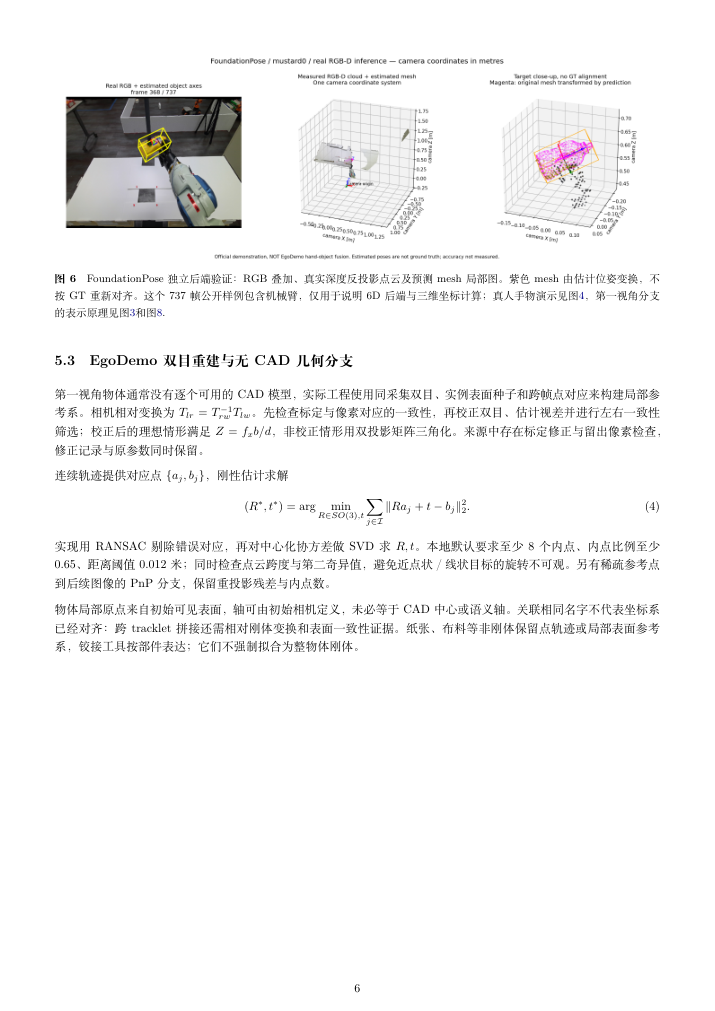 FoundationPose / mustard0 / real RGB-D inference — camera coordinates in metres
Real RGB + estimated object axes
frame 368 / 737
Measured RGB-D cloud + estimated mesh
One camera coordinate system
Target close-up, no GT alignment
Magenta: original mesh transformed by prediction
camera X [m]
camera Z [m]
camera X [m]
Official demonstration, NOT EgoDemo hand-object fusion. Estimated poses are not ground truth; accuracy not measured.
图 6 FoundationPose 独立后端验证：RGB 叠加、真实深度反投影点云及预测 mesh 局部图。紫色 mesh 由估计位姿变换，不
按 GT 重新对齐。这个 737 帧公开样例包含机械臂，仅用于说明 6D 后端与三维坐标计算；真人手物演示见图4，第一视角分支
的表示原理见图3和图8.
5.3 EgoDemo 双目重建与无 CAD 几何分支
第一视角物体通常没有逐个可用的 CAD 模型，实际工程使用同采集双目、实例表面种子和跨帧点对应来构建局部参
考系。相机相对变换为 T_{lr} = T_{rw}^{-1}T_{lw}。先检查标定与像素对应的一致性，再校正双目、估计视差并进行左右一致性
筛选；校正后的理想情形满足 Z = f_x b/d，非校正情形用双投影矩阵三角化。来源中存在标定修正与留出像素检查，
修正记录与原参数同时保留。
连续轨迹提供对应点 {a_j, b_j}，刚性估计求解
(R*, t*) = arg min_{R∈SO(3),t} ∑_{j∈I} ‖Ra_j + t − b_j‖_2^2. (4)
实现用 RANSAC 剔除错误对应，再对中心化协方差做 SVD 求 R, t。本地默认要求至少 8 个内点、内点比例至少
0.65、距离阈值 0.012 米；同时检查点云跨度与第二奇异值，避免近点状 / 线状目标的旋转不可观。另有稀疏参考点
到后续图像的 PnP 分支，保留重投影残差与内点数。
物体局部原点来自初始可见表面，轴可由初始相机定义，未必等于 CAD 中心或语义轴。关联相同名字不代表坐标系
已经对齐：跨 tracklet 拼接还需相对刚体变换和表面一致性证据。纸张、布料等非刚体保留点轨迹或局部表面参考
系，铰接工具按部件表达；它们不强制拟合为整物体刚体。
6